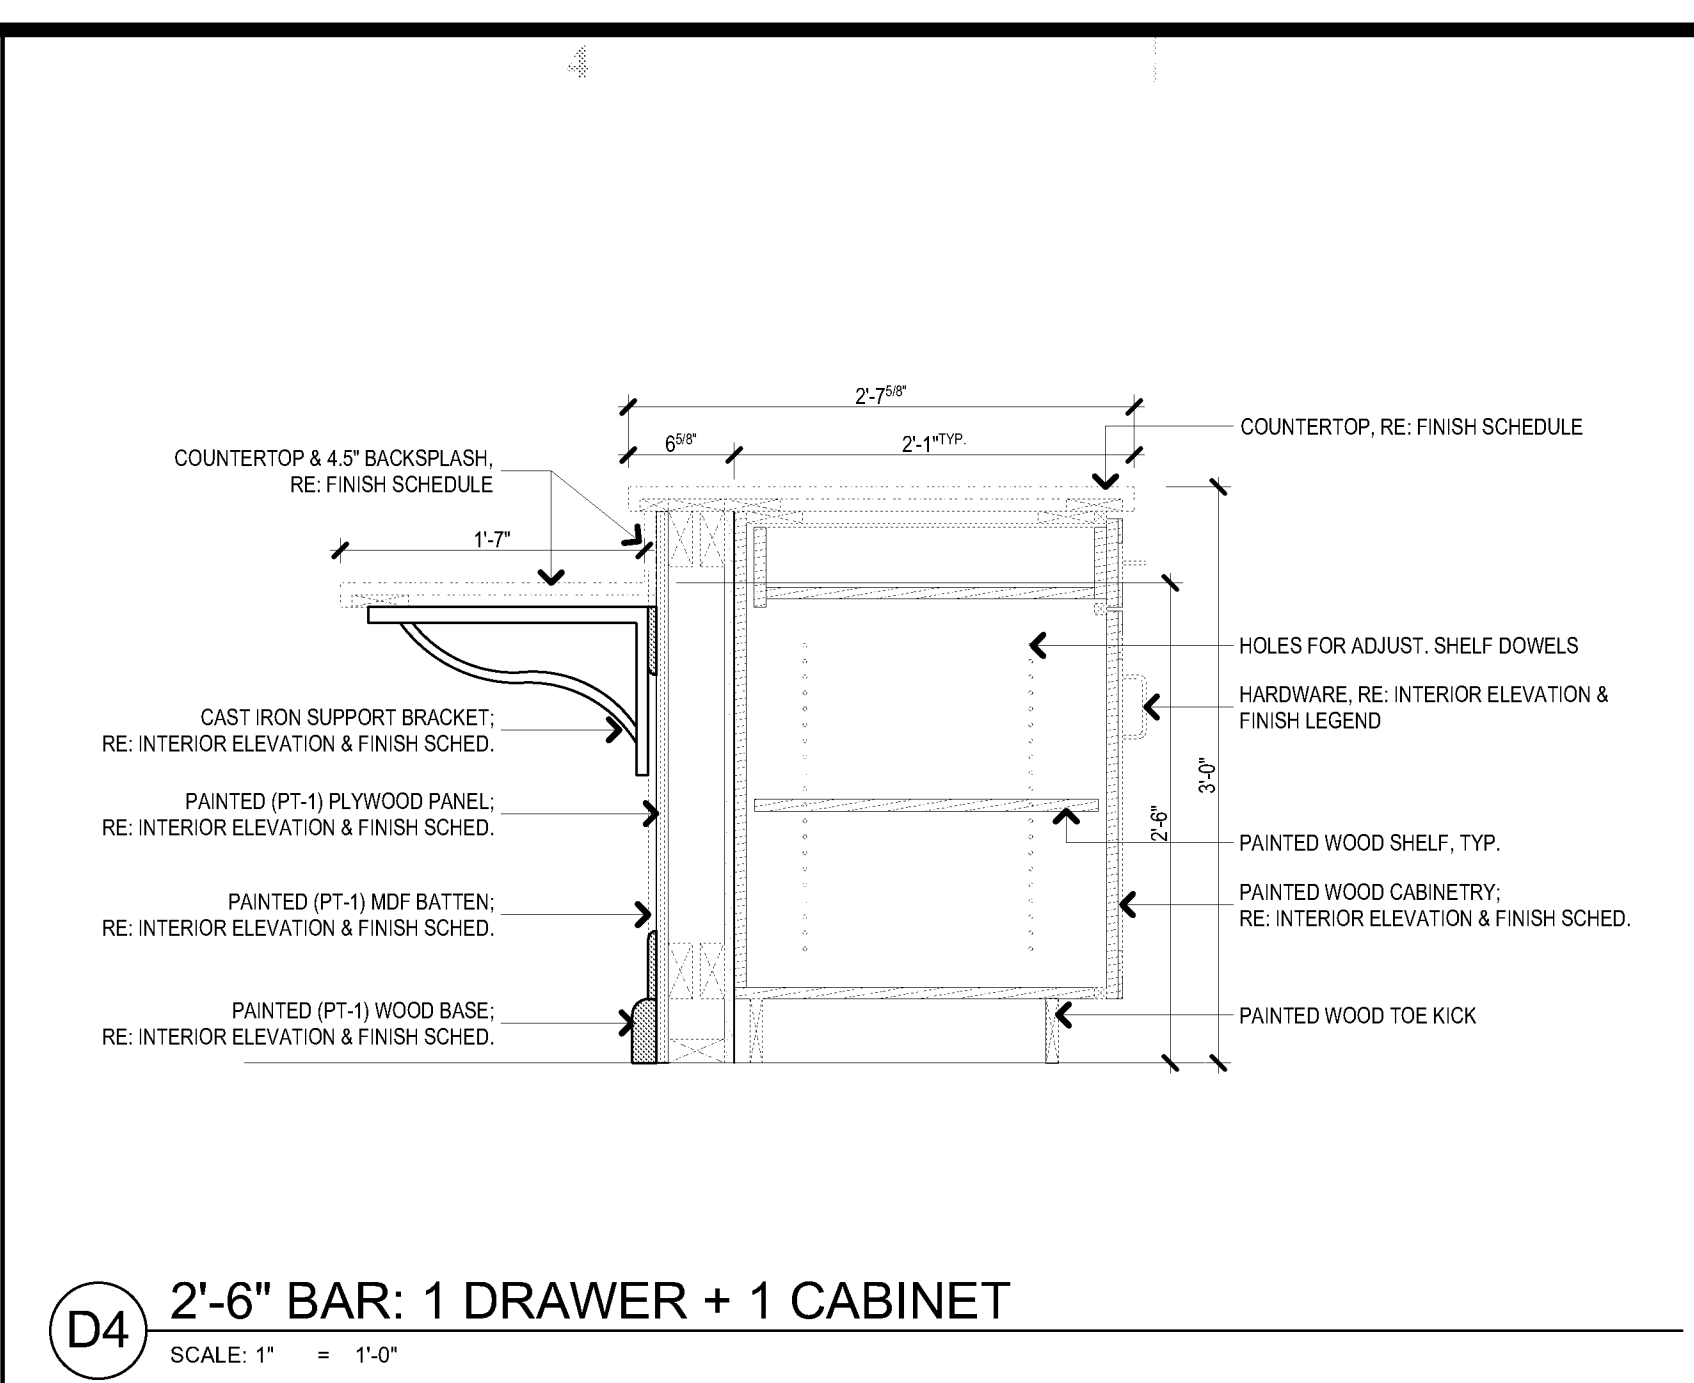 4
2'-7 5/8"
6 5/8"
2'-1" TYP.
COUNTERTOP, RE: FINISH SCHEDULE
COUNTERTOP & 4.5" BACKSPLASH,
RE: FINISH SCHEDULE
1'-7"
HOLES FOR ADJUST. SHELF DOWELS
HARDWARE, RE: INTERIOR ELEVATION &
FINISH LEGEND
CAST IRON SUPPORT BRACKET;
RE: INTERIOR ELEVATION & FINISH SCHED.
3'-0"
2'-6"
PAINTED (PT-1) PLYWOOD PANEL;
RE: INTERIOR ELEVATION & FINISH SCHED.
PAINTED WOOD SHELF, TYP.
PAINTED (PT-1) MDF BATTEN;
RE: INTERIOR ELEVATION & FINISH SCHED.
PAINTED WOOD CABINETRY;
RE: INTERIOR ELEVATION & FINISH SCHED.
PAINTED (PT-1) WOOD BASE;
RE: INTERIOR ELEVATION & FINISH SCHED.
PAINTED WOOD TOE KICK
D4
2'-6" BAR: 1 DRAWER + 1 CABINET
SCALE: 1" = 1'-0"